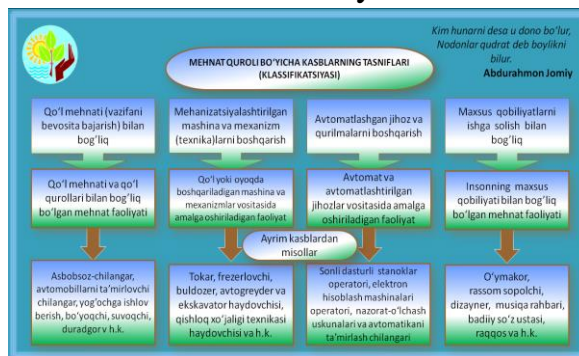 Kim hunarni desa u dono bo'lur,
Nodonlar qudrat deb boylikni
bilur.
Abdurahmon Jomiy
MEHNAT QUROLI BO'YICHA KASBLARNING TASNIFLARI
(KLASSIFIKATSIYASI)
Qo'l mehnati (vazifani
bevosita bajarish) bilan
bog'liq
Mehanizatsiyalashtirilgan
mashina va mexanizm
(texnika)larni boshqarish
Avtomatlashgan jihoz va
qurilmalarni boshqarish
Maxsus qobiliyatlarni
ishga solish bilan
bog'liq
Qo'l mehnati va qo'l
qurollari bilan bog'liq
bo'lgan mehnat faoliyati
Qo'l yoki oyoqda
boshqariladigan mashina va
mexanizmlar vositasida
amalga oshiriladigan faoliyat
Avtomat va
avtomatlashtirilgan
jihozlar vositasida amalga
oshiriladigan faoliyat
Insonning maxsus
qobiliyati bilan bog'liq
bo'lgan mehnat faoliyati
Ayrim kasblardan
misollar
Asbobsoz-chilangar,
avtomobillarni ta'mirlovchi
chilangar, yog'ochga ishlov
berish, bo'yoqchi, suvoqchi,
duradgorv h.k.
Tokar, frezerlovchi,
buldozer, avtogreyder va
ekskavator haydovchisi,
qishloq xo'jaligi texnikasi
haydovchisi va h.k.
Sonli dasturli stanoklar
operatori, elektron
hisoblash mashinalari
operatori, nazorat-o'lchash
uskunalari va avtomatikani
ta'mirlash chilangari
O'ymakor,
rassom sopolchi,
dizayner, musiqa rahbari,
badiiy so'z ustasi,
raqqos va h.k.